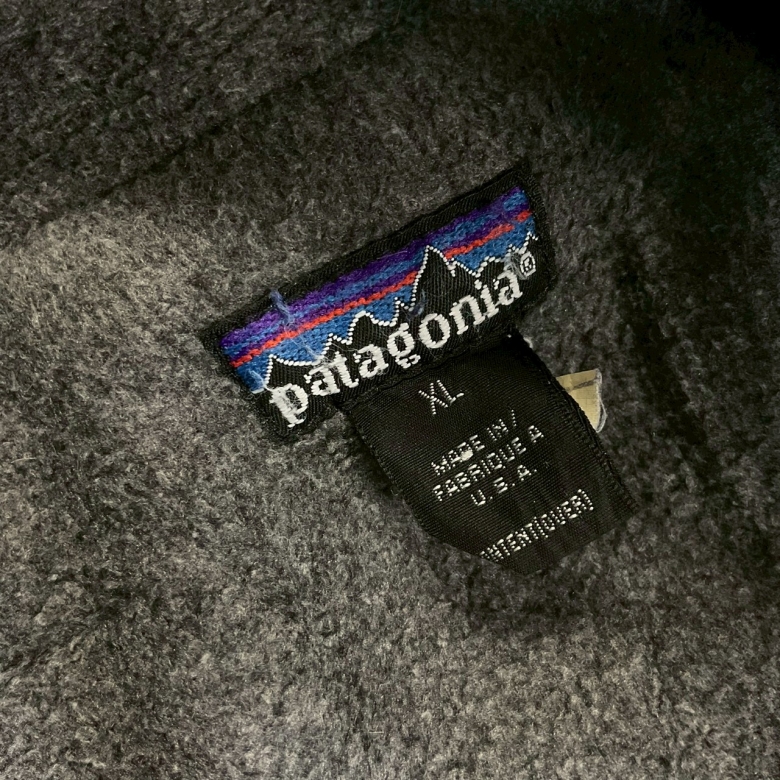 patagonia®
XL
MADE IN/
FABRIQUE A
U.S.A.